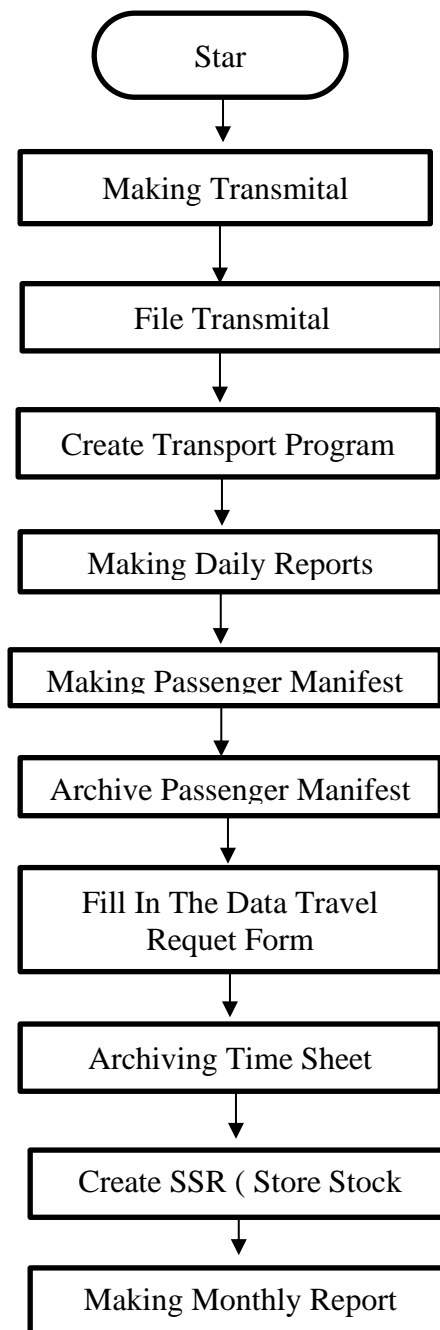 Star
Making Transmital
File Transmital
Create Transport Program
Making Daily Reports
Making Passenger Manifest
Archive Passenger Manifest
Fill In The Data Travel
Requet Form
Archiving Time Sheet
Create SSR ( Store Stock
Making Monthly Report